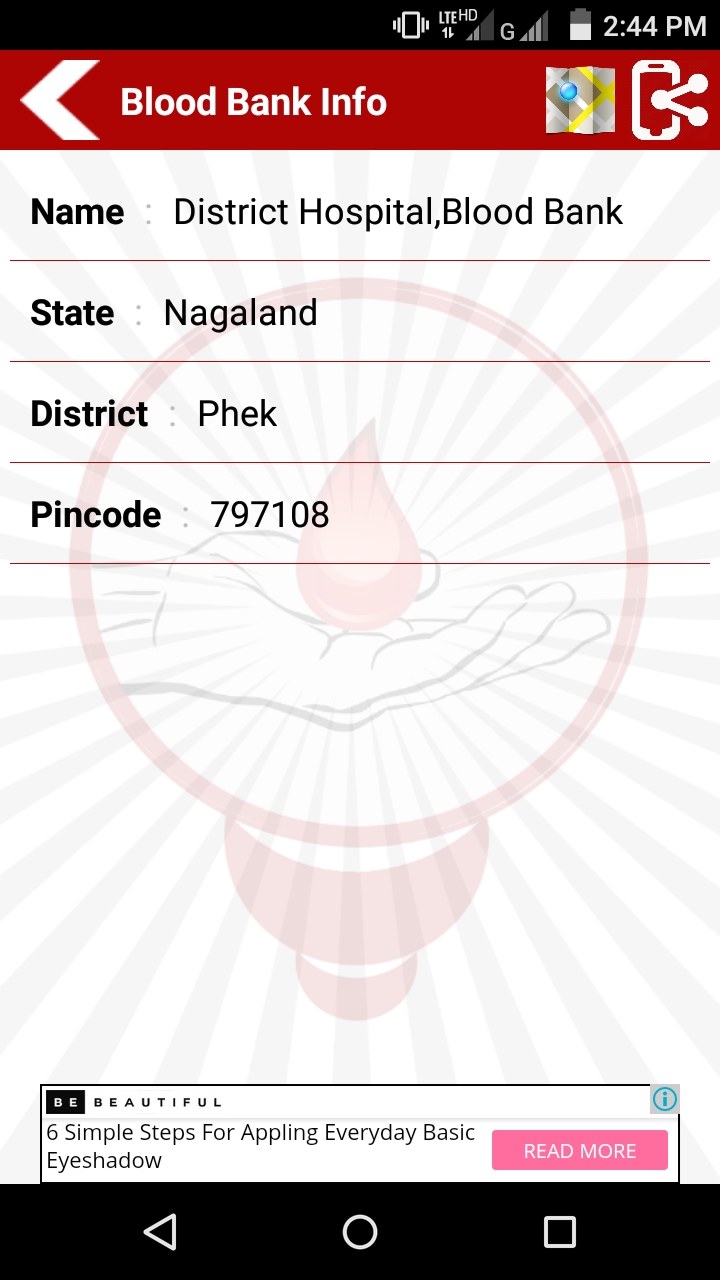 LTE HD G 2:44 PM
Blood Bank Info
Name : District Hospital,Blood Bank
State : Nagaland
District : Phek
Pincode : 797108
BE BEAUTIFUL
6 Simple Steps For Appling Everyday Basic
Eyeshadow
READ MORE